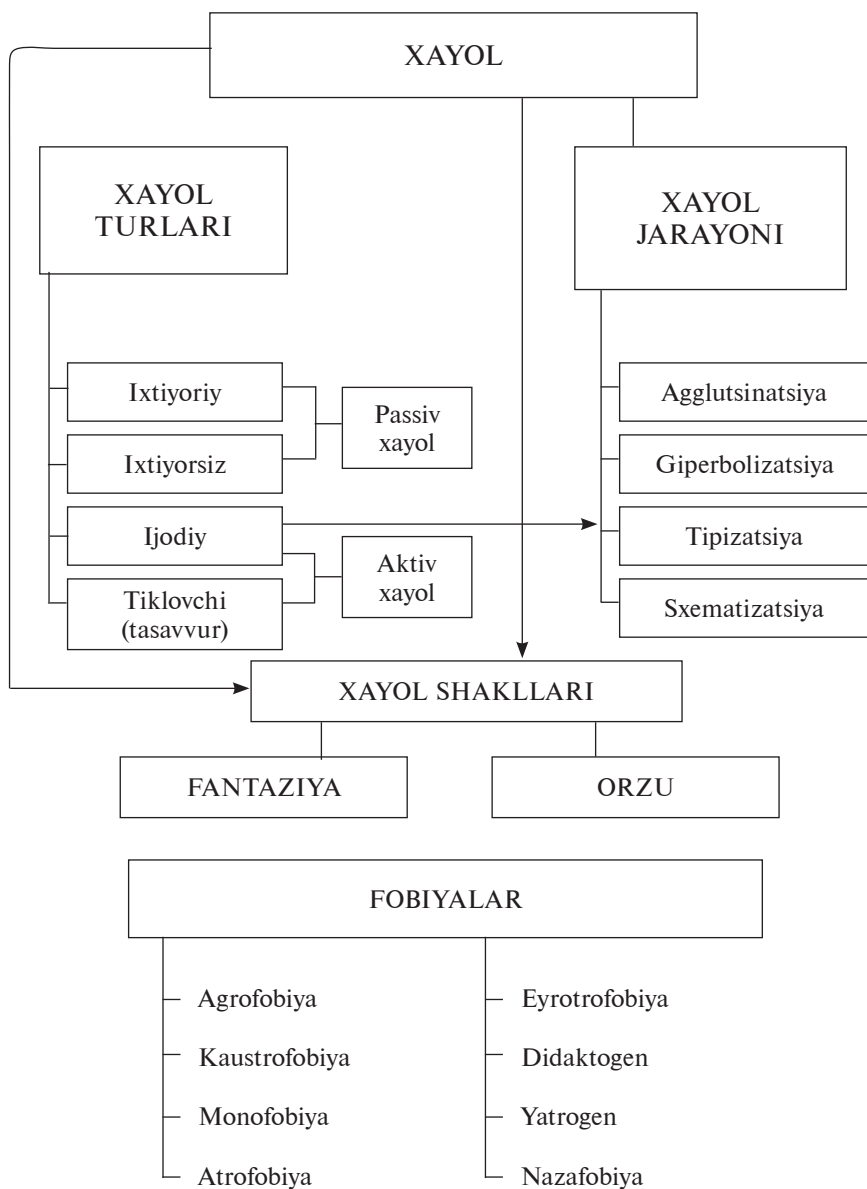 XAYOL
XAYOL
TURLARI
XAYOL
JARAYONI
Ixtiyoriy
Ixtiyorsiz
Ijodiy
Tiklovchi
(tasavvur)
Passiv
xayol
Aktiv
xayol
Agglutsinatsiya
Giperbolizatsiya
Tipizatsiya
Sxematizatsiya
XAYOL SHAKLLARI
FANTAZIYA
ORZU
FOBIYALAR
Agrofobiya
Kaustrofobiya
Monofobiya
Atrofobiya
Eyrotrofobiya
Didaktogen
Yatrogen
Nazafobiya